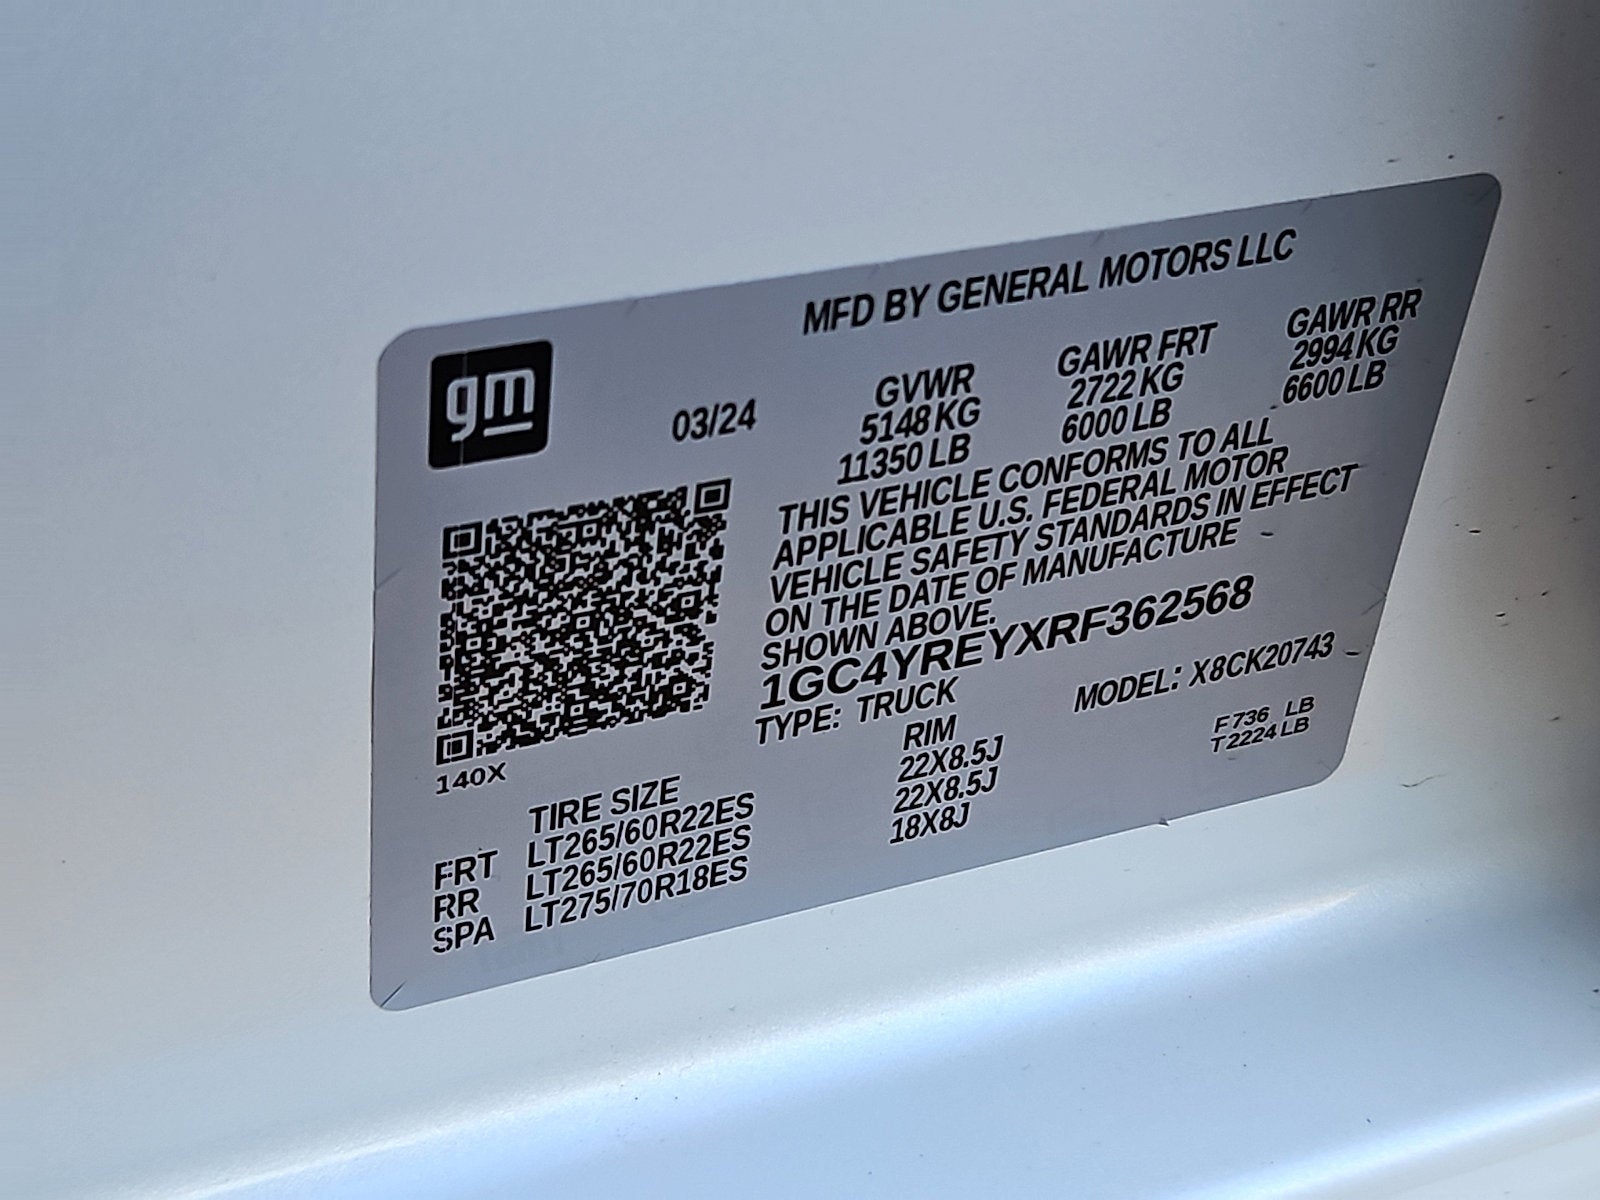 MFD BY GENERAL MOTORS LLC
gm
03/24
GVWR GAWR FRT GAWR RR
5148 KG 2722 KG 2994 KG
11350 LB 6000 LB 6600 LB
THIS VEHICLE CONFORMS TO ALL
APPLICABLE U.S. FEDERAL MOTOR
VEHICLE SAFETY STANDARDS IN EFFECT
ON THE DATE OF MANUFACTURE
SHOWN ABOVE.
1GC4YREYXRF362568
TYPE: TRUCK MODEL: X8CK20743
140X
F 736 LB
T 2224 LB
TIRE SIZE RIM
FRT LT265/60R22ES 22X8.5J
RR LT265/60R22ES 22X8.5J
SPA LT275/70R18ES 18X8J